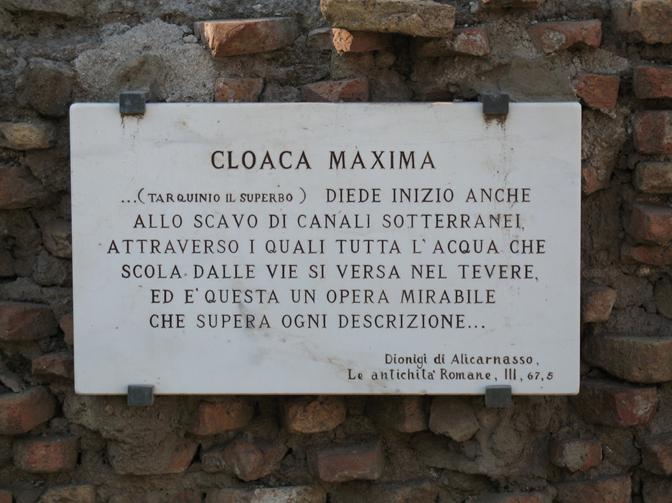 CLOACA MAXIMA
...(TARQUINIO IL SUPERBO) DIEDE INIZIO ANCHE
ALLO SCAVO DI CANALI SOTTERRANEI,
ATTRAVERSO I QUALI TUTTA L'ACQUA CHE
SCOLA DALLE VIE SI VERSA NEL TEVERE,
ED E' QUESTA UN OPERA MIRABILE
CHE SUPERA OGNI DESCRIZIONE...
Dionigi di Alicarnasso,
Le antichita' Romane, III, 67,5